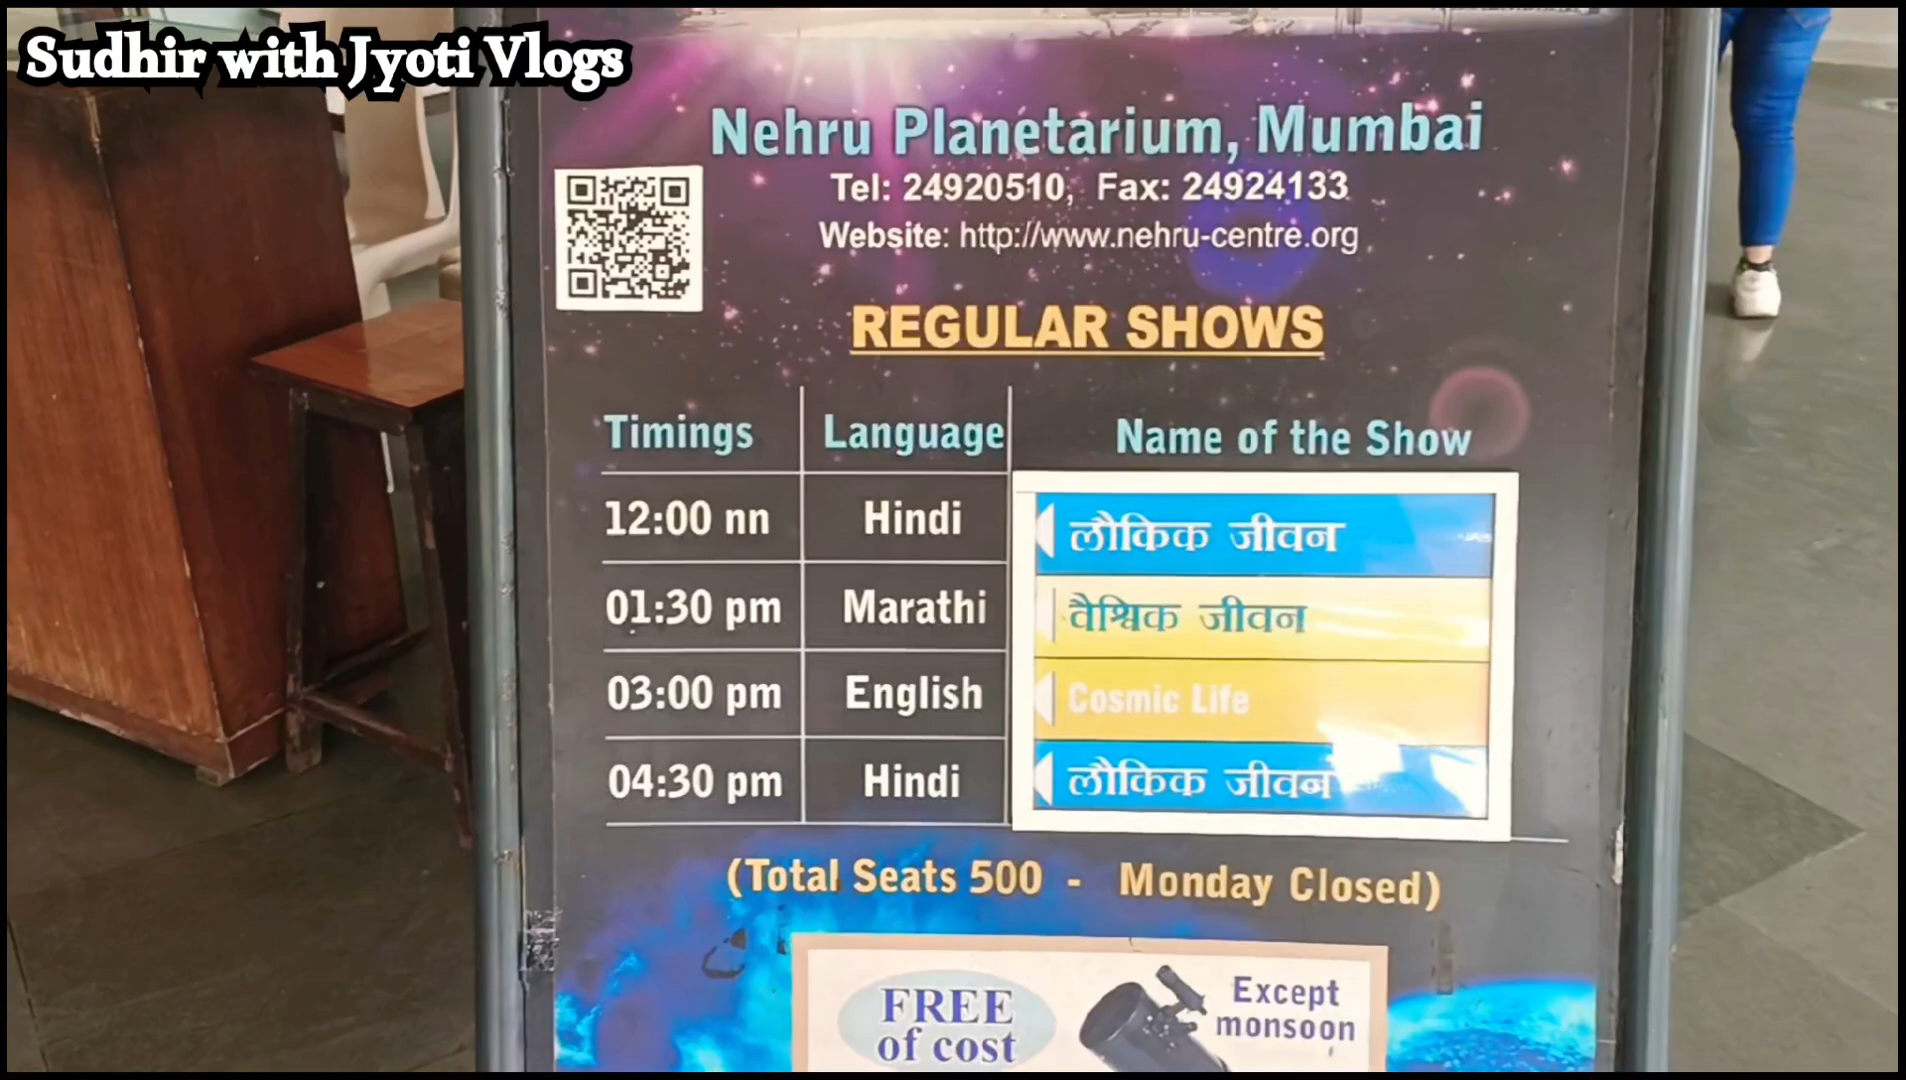 Sudhir with Jyoti Vlogs
Nehru Planetarium, Mumbai
Tel: 24920510, Fax: 24924133
Website: http://www.nehru-centre.org
REGULAR SHOWS
Timings Language Name of the Show
12:00 nn Hindi लौकिक जीवन
01:30 pm Marathi वैश्विक जीवन
03:00 pm English Cosmic Life
04:30 pm Hindi लौकिक जीवन
(Total Seats 500 - Monday Closed)
FREE
of cost
Except
monsoon